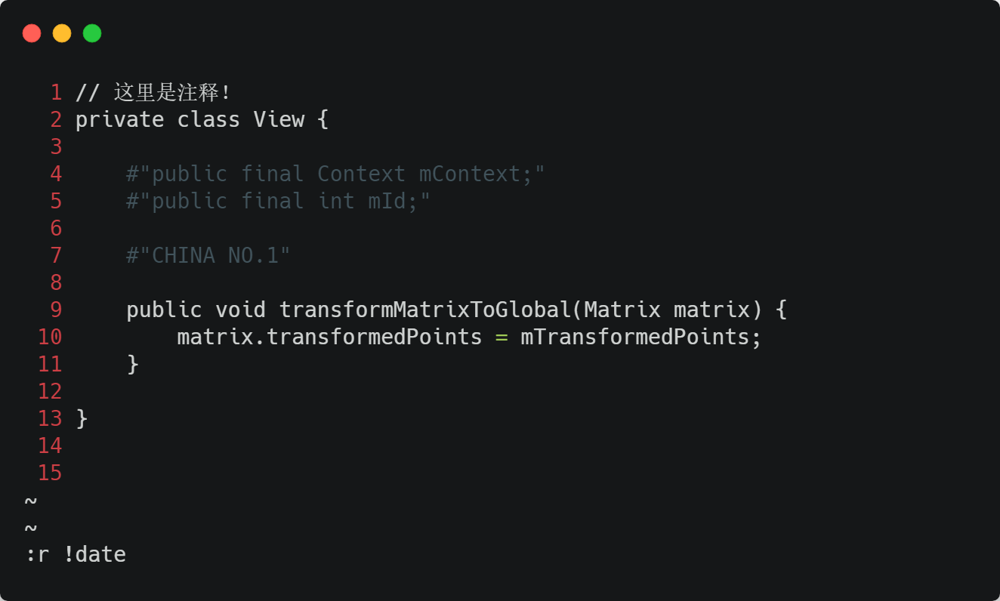 1 // 这里是注释!
2 private class View {
3
4     #"public final Context mContext;"
5     #"public final int mId;"
6
7     #"CHINA NO.1"
8
9     public void transformMatrixToGlobal(Matrix matrix) {
10         matrix.transformedPoints = mTransformedPoints;
11     }
12
13 }
14
15
~
~
:r !date